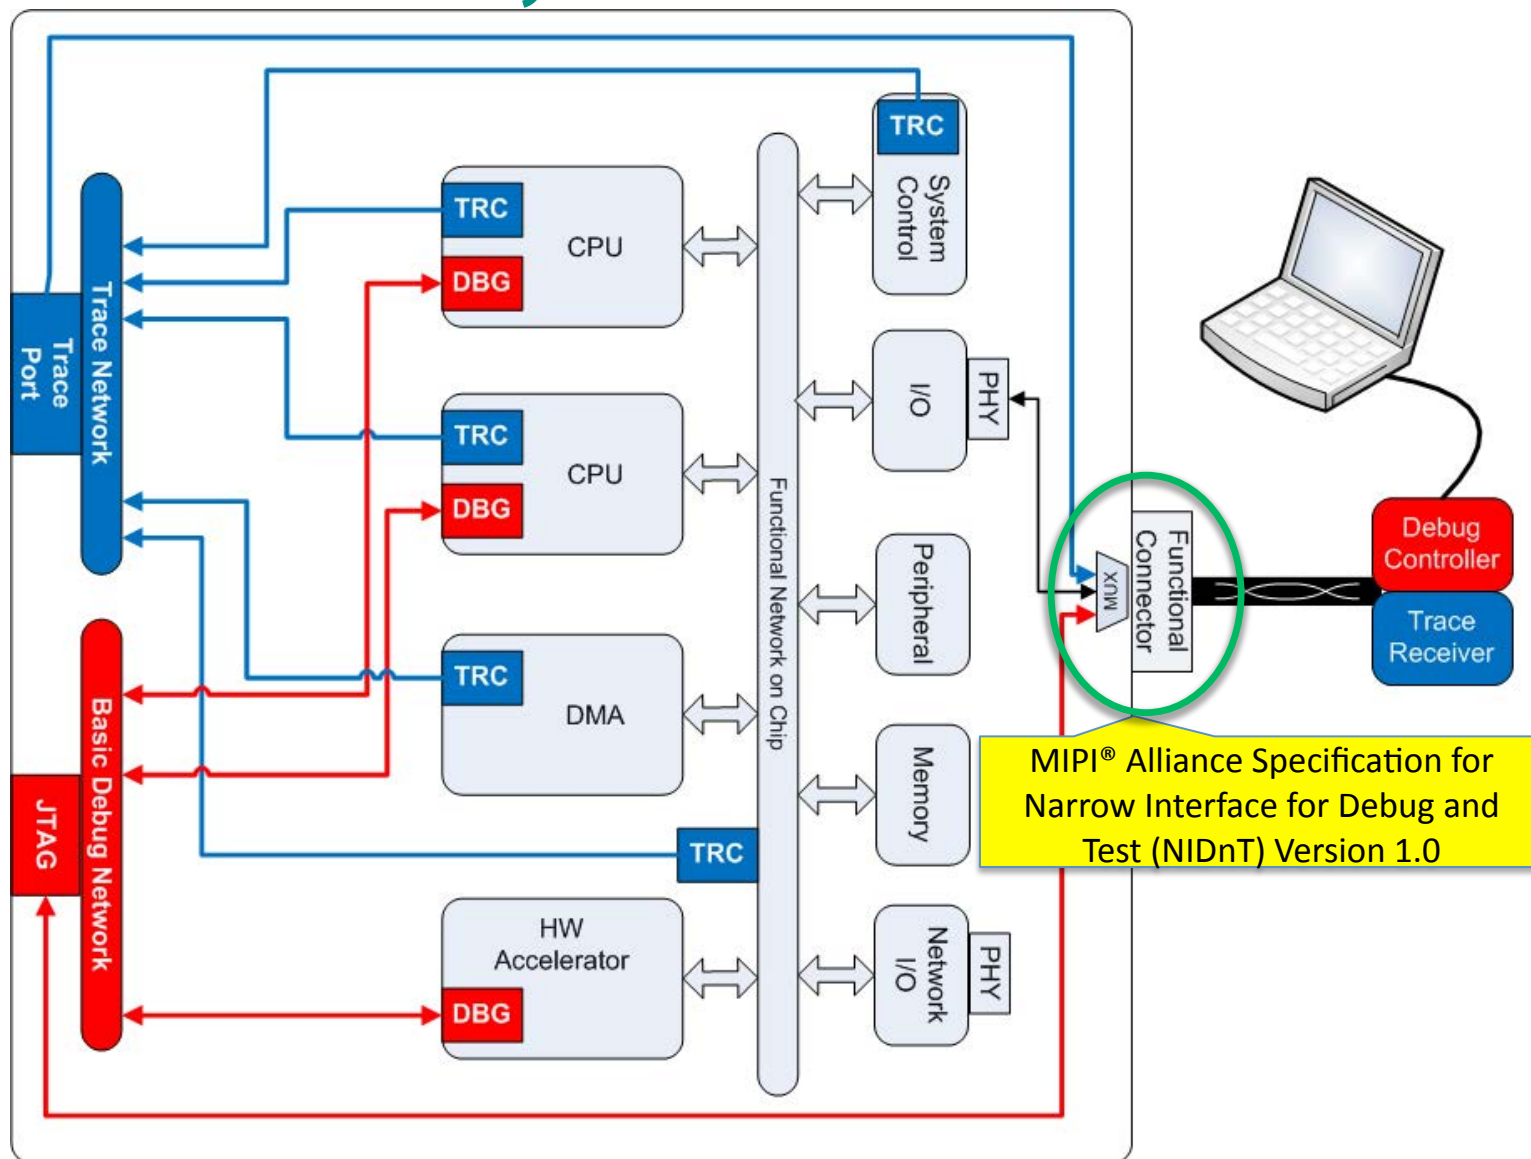 TRC
System
Control
TRC
CPU
DBG
Trace Network
Trace
Port
I/O
PHY
TRC
CPU
DBG
Functional Network on Chip
Peripheral
MUX
Functional
Connector
Debug
Controller
Trace
Receiver
TRC
DMA
Basic Debug Network
JTAG
Memory
MIPI® Alliance Specification for
Narrow Interface for Debug and
Test (NIDnT) Version 1.0
TRC
HW
Accelerator
DBG
Network
I/O
PHY